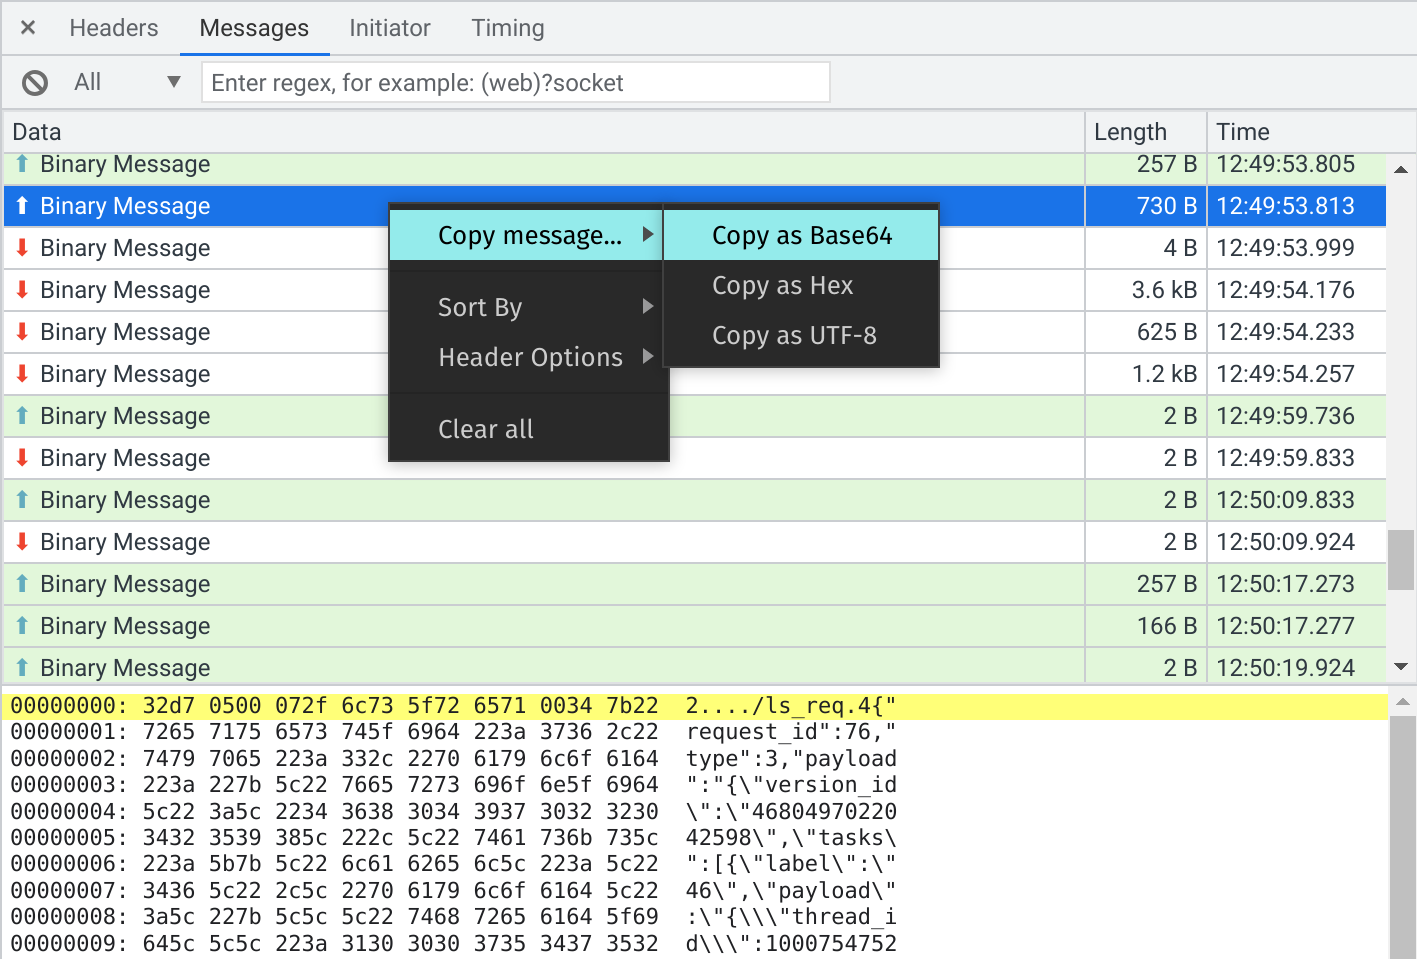 × Headers Messages Initiator Timing
All ▼ Enter regex, for example: (web)?socket
Data Length Time
⬆ Binary Message 257 B 12:49:53.805
⬆ Binary Message 730 B 12:49:53.813
⬇ Binary Message 4 B 12:49:53.999
⬇ Binary Message 3.6 kB 12:49:54.176
⬇ Binary Message 625 B 12:49:54.233
⬇ Binary Message 1.2 kB 12:49:54.257
⬆ Binary Message 2 B 12:49:59.736
⬇ Binary Message 2 B 12:49:59.833
⬆ Binary Message 2 B 12:50:09.833
⬇ Binary Message 2 B 12:50:09.924
⬆ Binary Message 257 B 12:50:17.273
⬆ Binary Message 166 B 12:50:17.277
⬆ Binary Message 2 B 12:50:19.924
Copy message...
Sort By
Header Options
Clear all
Copy as Base64
Copy as Hex
Copy as UTF-8
00000000: 32d7 0500 072f 6c73 5f72 6571 0034 7b22 2..../ls_req.4{"
00000001: 7265 7175 6573 745f 6964 223a 3736 2c22 request_id":76,"
00000002: 7479 7065 223a 332c 2270 6179 6c6f 6164 type":3,"payload
00000003: 223a 227b 5c22 7665 7273 696f 6e5f 6964 ":"{\"version_id
00000004: 5c22 3a5c 2234 3638 3034 3937 3032 3230 \":\"46804970220
00000005: 3432 3539 385c 222c 5c22 7461 736b 735c 42598\",\"tasks\
00000006: 223a 5b7b 5c22 6c61 6265 6c5c 223a 5c22 ":[{\"label\":\"
00000007: 3436 5c22 2c5c 2270 6179 6c6f 6164 5c22 46\",\"payload\"
00000008: 3a5c 227b 5c5c 5c22 7468 7265 6164 5f69 :\"{\\\"thread_i
00000009: 645c 5c5c 223a 3130 3030 3735 3437 3532 d\\\":1000754752